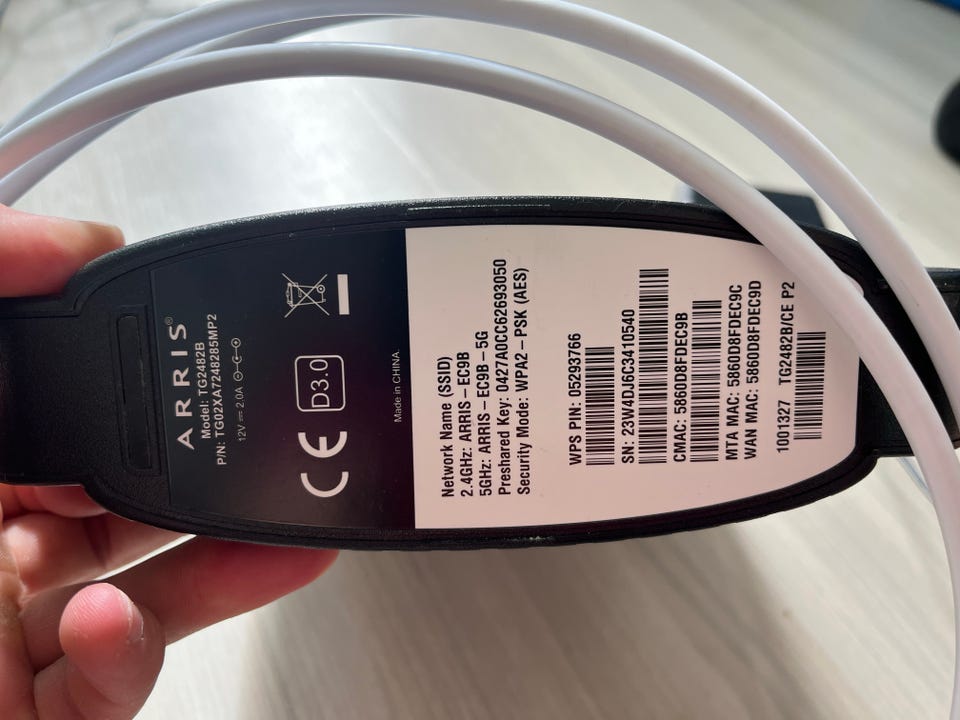 ARRIS®
Model: TG2482B
P/N: TG02XA7248285MP2
12V 2.0A
CE
D3.0
Made in CHINA.
Network Name (SSID)
2.4GHz: ARRIS – EC9B
5GHz: ARRIS – EC9B – 5G
Preshared Key: 0427A0CC62693050
Security Mode: WPA2 – PSK (AES)
WPS PIN: 05293766
SN: 23W4DJ6C3410540
CMAC: 5860D8FDEC9B
MTA MAC: 5860D8FDEC9C
WAN MAC: 5860D8FDEC9D
1001327 TG2482B/CE P2